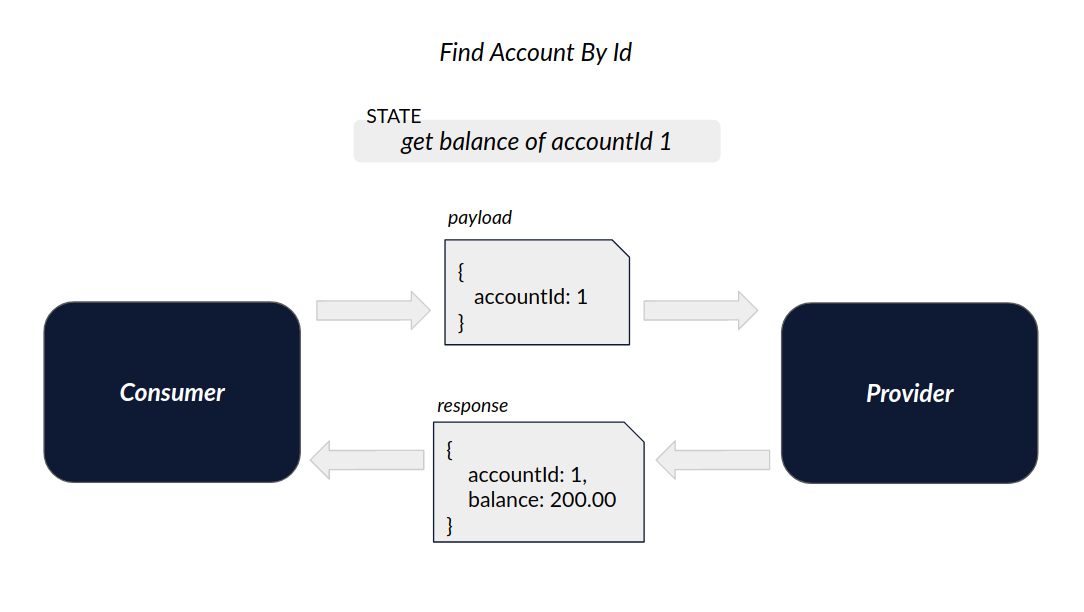 Find Account By Id
STATE
get balance of accountId 1
payload
{
accountId: 1
}
Consumer
Provider
response
{
accountId: 1,
balance: 200.00
}